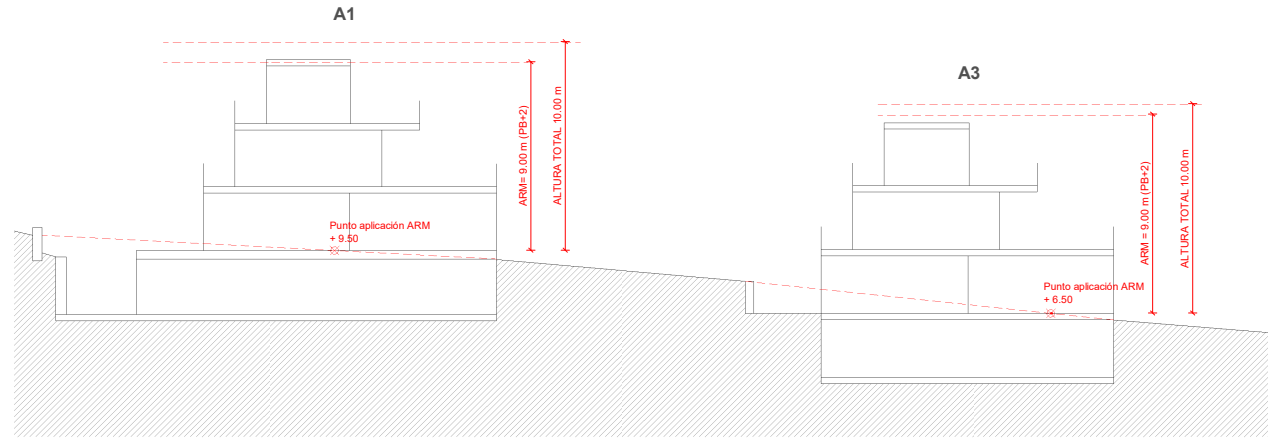 A1
ARM= 9.00 m (PB+2)
ALTURA TOTAL 10.00 m
Punto aplicación ARM
+ 9.50
A3
ARM = 9.00 m (PB+2)
ALTURA TOTAL 10.00 m
Punto aplicación ARM
+ 6.50